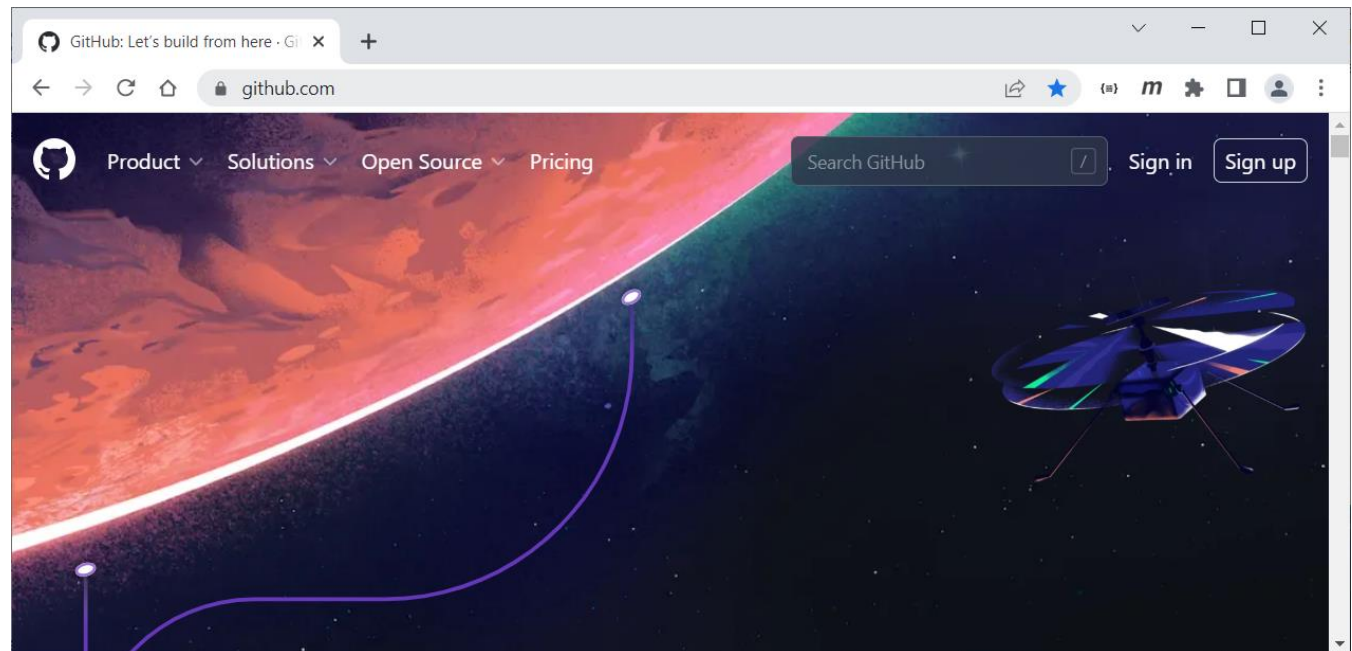 GitHub: Let's build from here · Gi
github.com
{≡} m
Product Solutions Open Source Pricing Search GitHub / Sign in Sign up